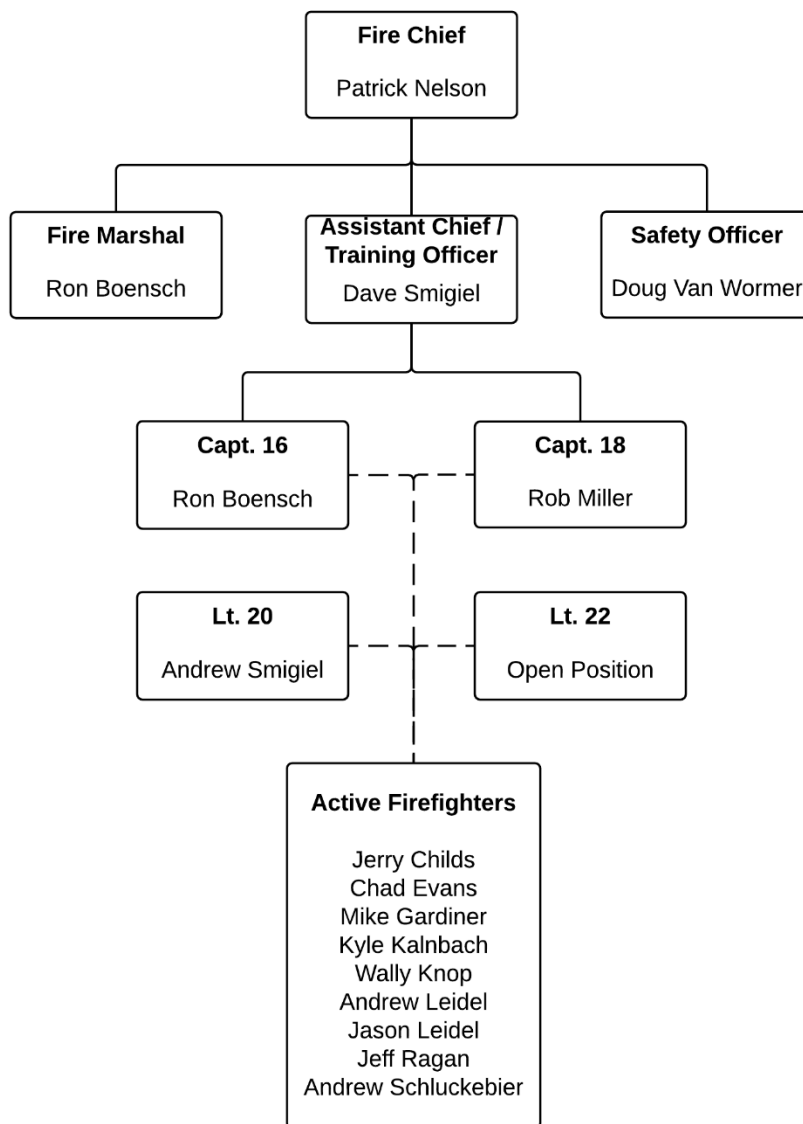 Fire Chief
Patrick Nelson
Fire Marshal
Ron Boensch
Assistant Chief /
Training Officer
Dave Smigiel
Safety Officer
Doug Van Wormer
Capt. 16
Ron Boensch
Capt. 18
Rob Miller
Lt. 20
Andrew Smigiel
Lt. 22
Open Position
Active Firefighters
Jerry Childs
Chad Evans
Mike Gardiner
Kyle Kalnbach
Wally Knop
Andrew Leidel
Jason Leidel
Jeff Ragan
Andrew Schluckebier